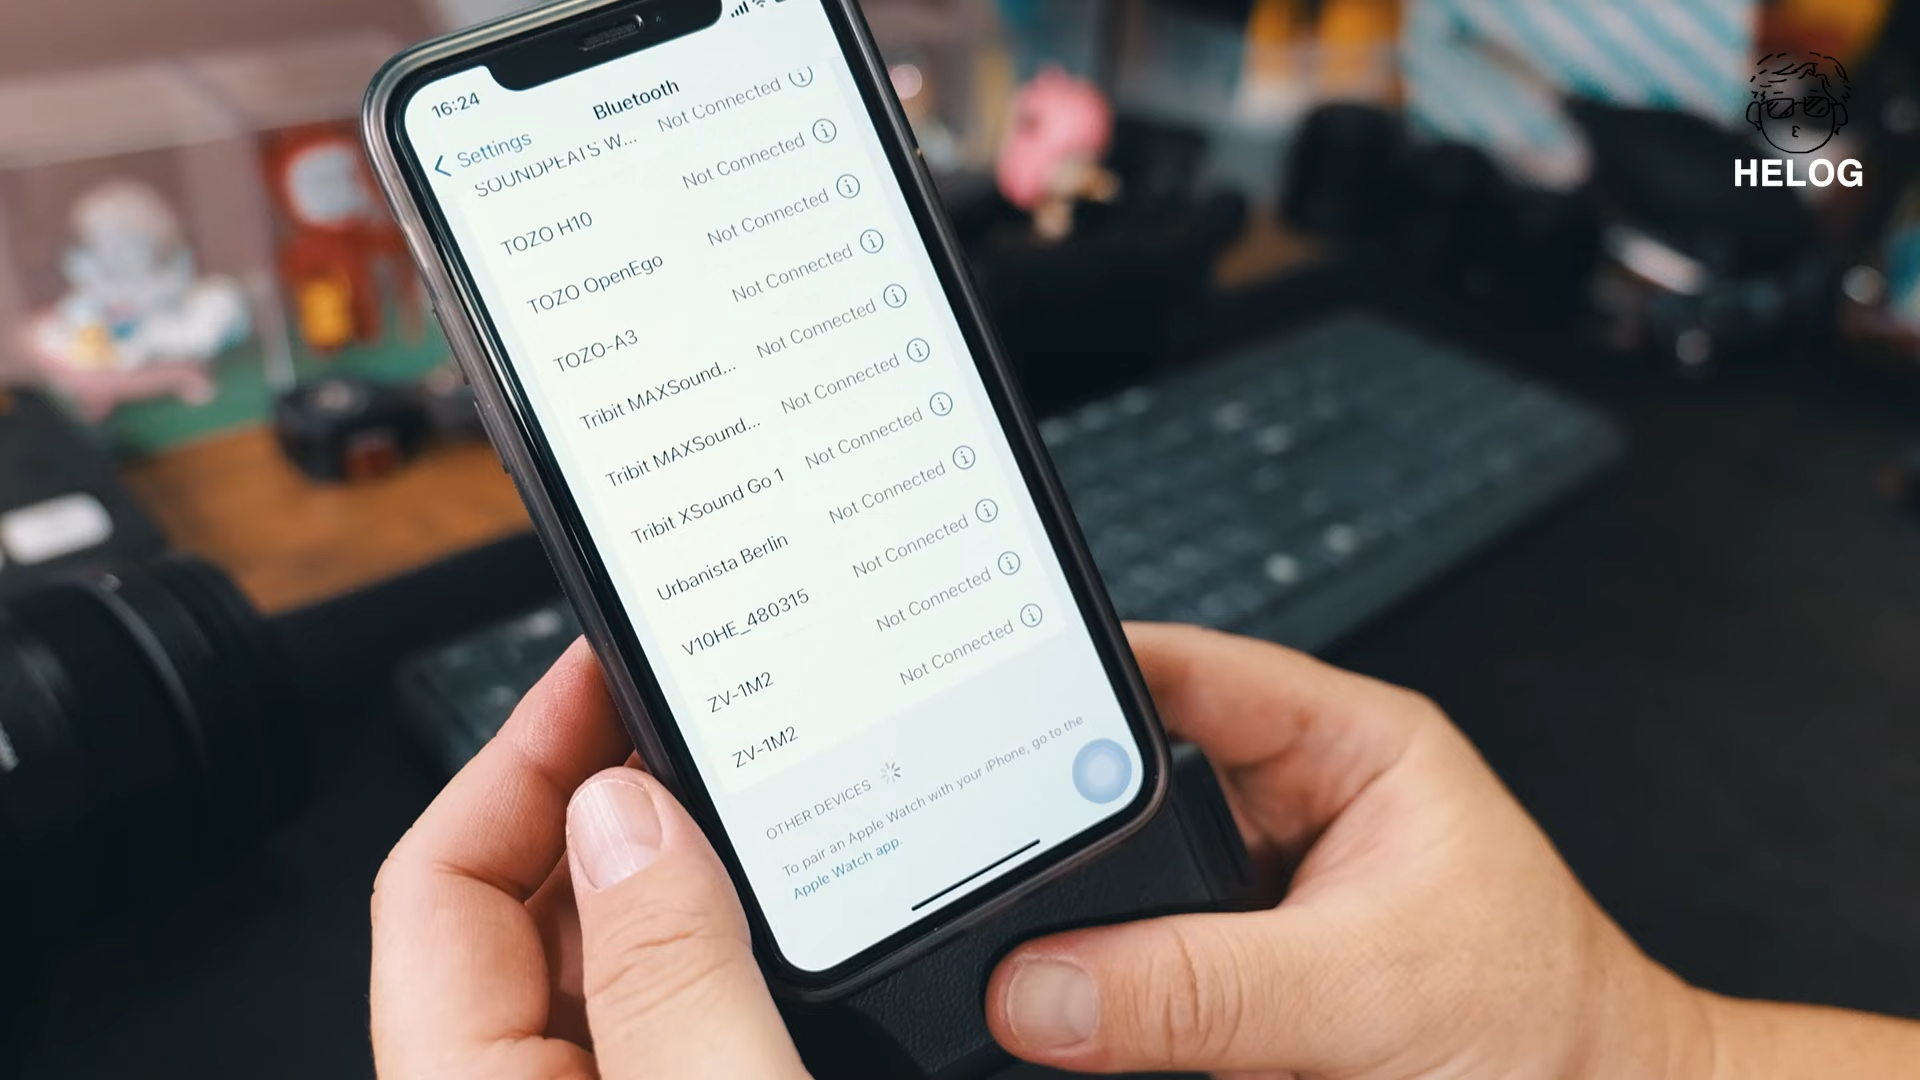 16:24
Bluetooth
Settings
SOUNDPEATS W... Not Connected
TOZO H10 Not Connected
TOZO OpenEgo Not Connected
TOZO-A3 Not Connected
Tribit MAXSound... Not Connected
Tribit MAXSound... Not Connected
Tribit XSound Go 1 Not Connected
Urbanista Berlin Not Connected
V10HE_480315 Not Connected
ZV-1M2 Not Connected
ZV-1M2 Not Connected
OTHER DEVICES
To pair an Apple Watch with your iPhone, go to the
Apple Watch app.
HELOG